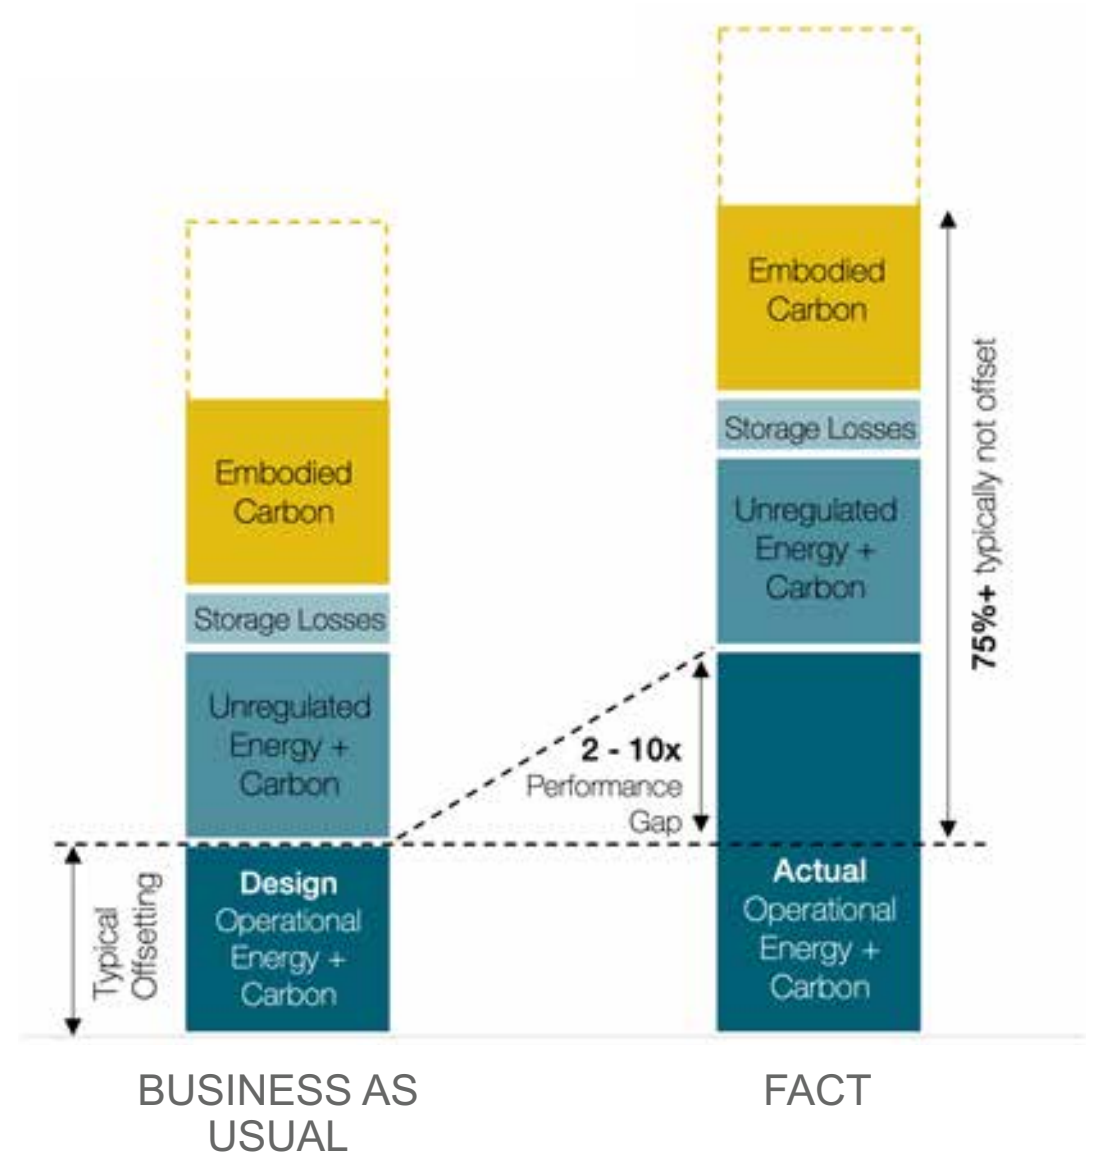 Embodied
Carbon
Storage Losses
Unregulated
Energy +
Carbon
Design
Operational
Energy +
Carbon
Typical
Offsetting
2 - 10x
Performance
Gap
Embodied
Carbon
Storage Losses
Unregulated
Energy +
Carbon
Actual
Operational
Energy +
Carbon
75%+ typically not offset
BUSINESS AS
USUAL
FACT